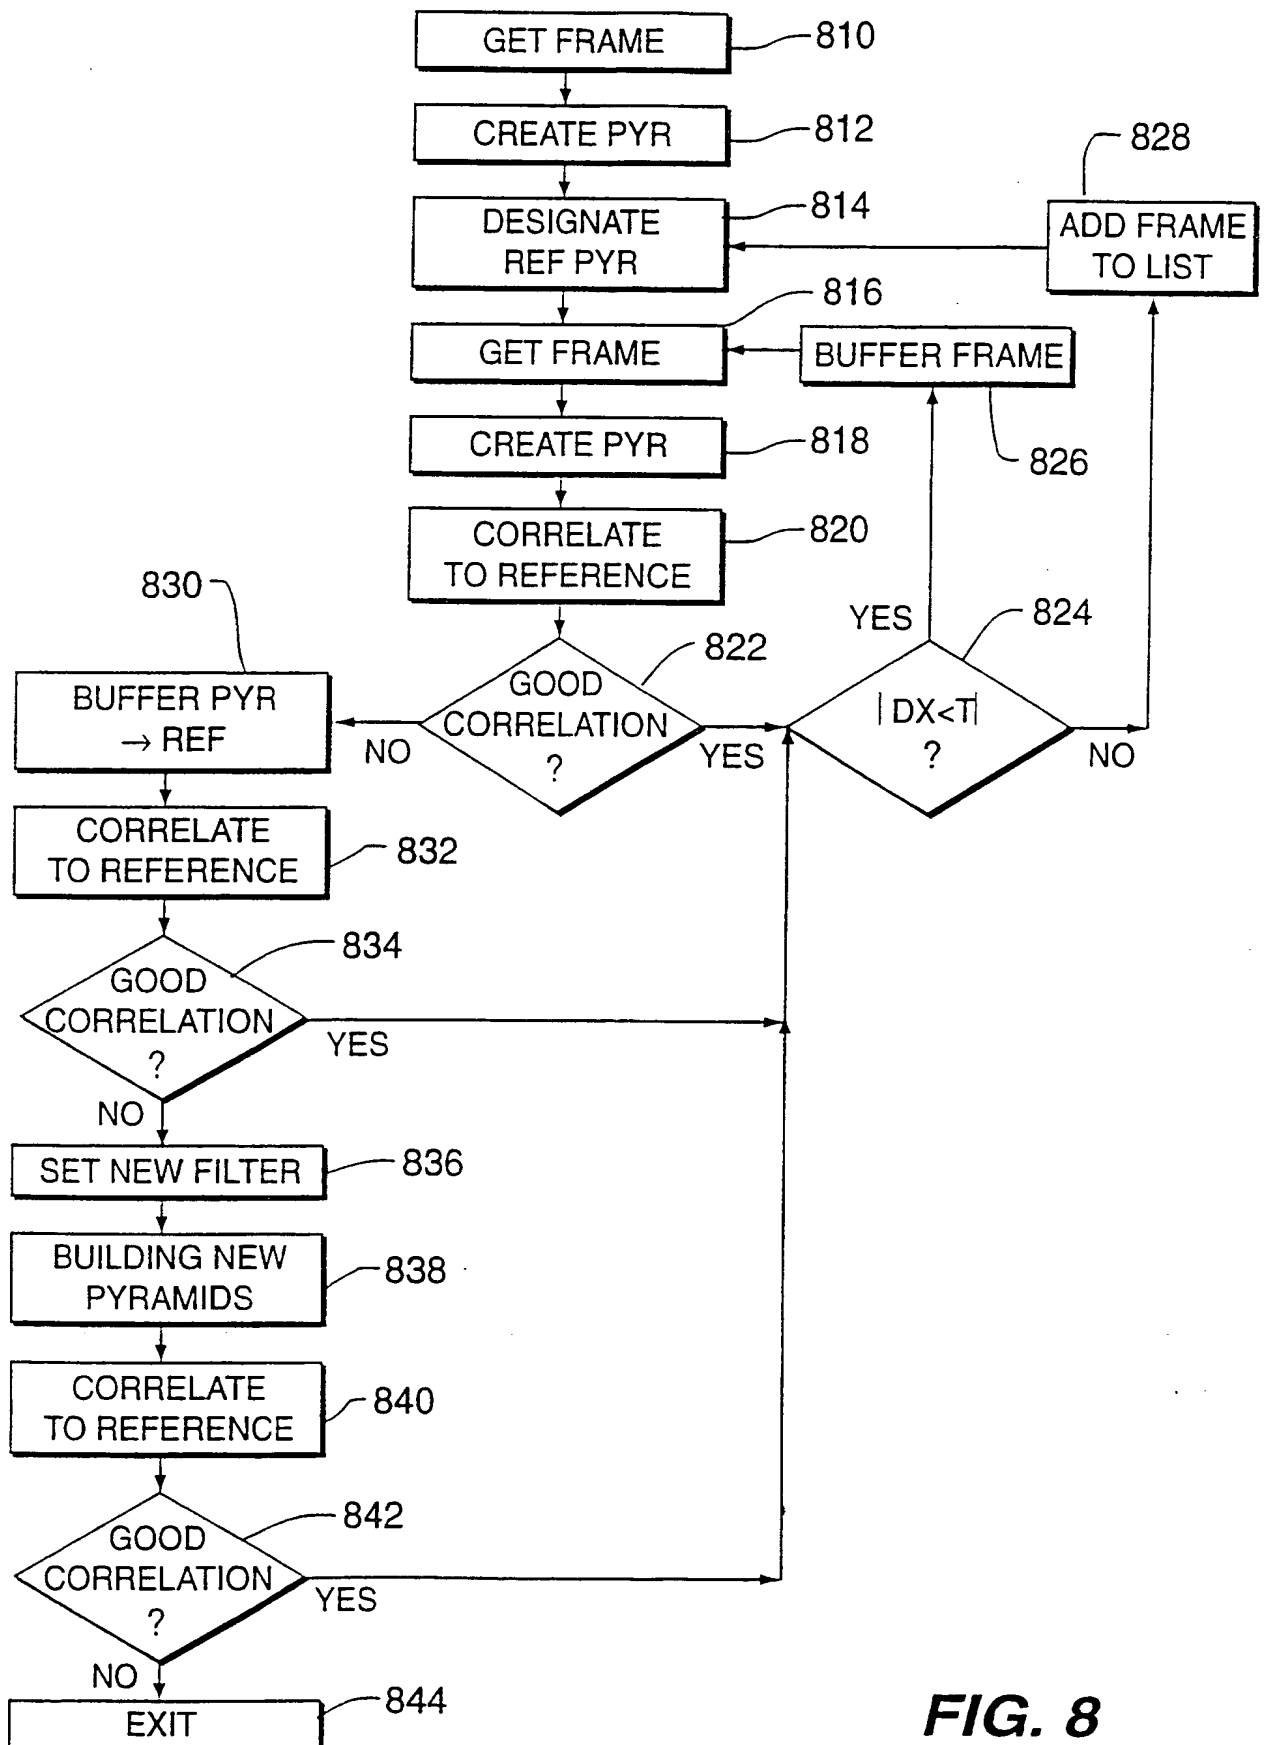 GET FRAME
810
CREATE PYR
812
828
DESIGNATE
REF PYR
814
ADD FRAME
TO LIST
816
GET FRAME
BUFFER FRAME
CREATE PYR
818
826
CORRELATE
TO REFERENCE
820
830
YES
824
822
BUFFER PYR
→ REF
GOOD
CORRELATION
?
NO
YES
|DX<T|
?
NO
CORRELATE
TO REFERENCE
832
834
GOOD
CORRELATION
?
YES
NO
SET NEW FILTER
836
BUILDING NEW
PYRAMIDS
838
CORRELATE
TO REFERENCE
840
842
GOOD
CORRELATION
?
YES
NO
EXIT
844
FIG. 8